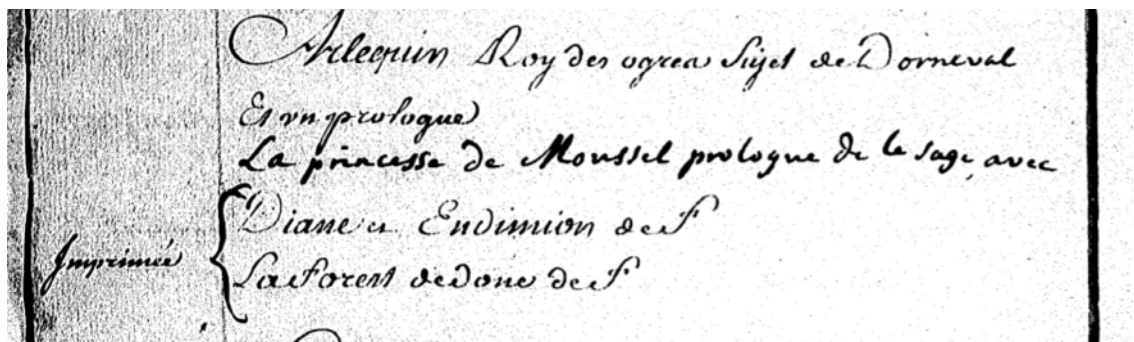 Arlequin Roy des ogres Sujet de Dorneval
Et vn prologue
La princesse de Moussel prologue de le sage, avec
Diane et Endimion de F
Imprimée
La forest de done de F